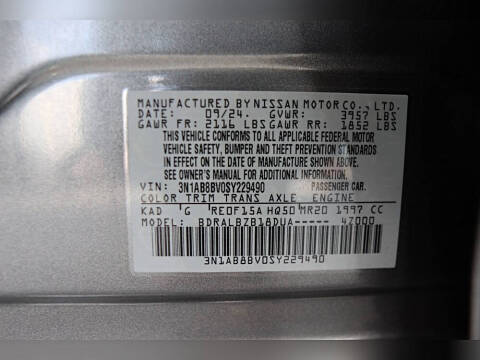 MANUFACTURED BY NISSAN MOTOR CO., LTD.
DATE: 09/24. GVWR: 3957 LBS
GAWR FR: 2116 LBS GAWR RR: 1852 LBS
THIS VEHICLE CONFORMS TO ALL APPLICABLE FEDERAL MOTOR
VEHICLE SAFETY, BUMPER AND THEFT PREVENTION STANDARDS
IN EFFECT ON THE DATE OF MANUFACTURE SHOWN ABOVE.
SEE OWNER'S MANUAL FOR ADDITIONAL INFORMATION.
VIN: 3N1AB8BV0SY229490 PASSENGER CAR.
COLOR TRIM TRANS AXLE ENGINE
KAD G RE0F15A HQ50 MR20 1997 CC
MODEL: BDRALBZB18DUA----- 4Z000
3N1AB8BV0SY229490